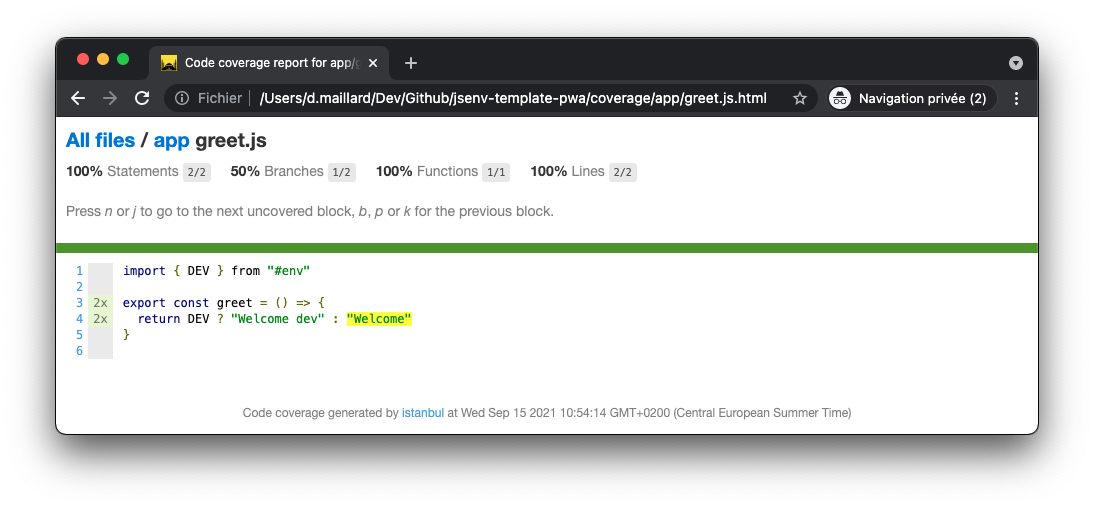 Code coverage report for app/g
Fichier | /Users/d.maillard/Dev/Github/jsenv-template-pwa/coverage/app/greet.js.html Navigation privée (2)
All files / app greet.js
100% Statements 2/2 50% Branches 1/2 100% Functions 1/1 100% Lines 2/2
Press n or j to go to the next uncovered block, b, p or k for the previous block.
1 import { DEV } from "#env"
2
3 2x export const greet = () => {
4 2x return DEV ? "Welcome dev" : "Welcome"
5 }
6
Code coverage generated by istanbul at Wed Sep 15 2021 10:54:14 GMT+0200 (Central European Summer Time)